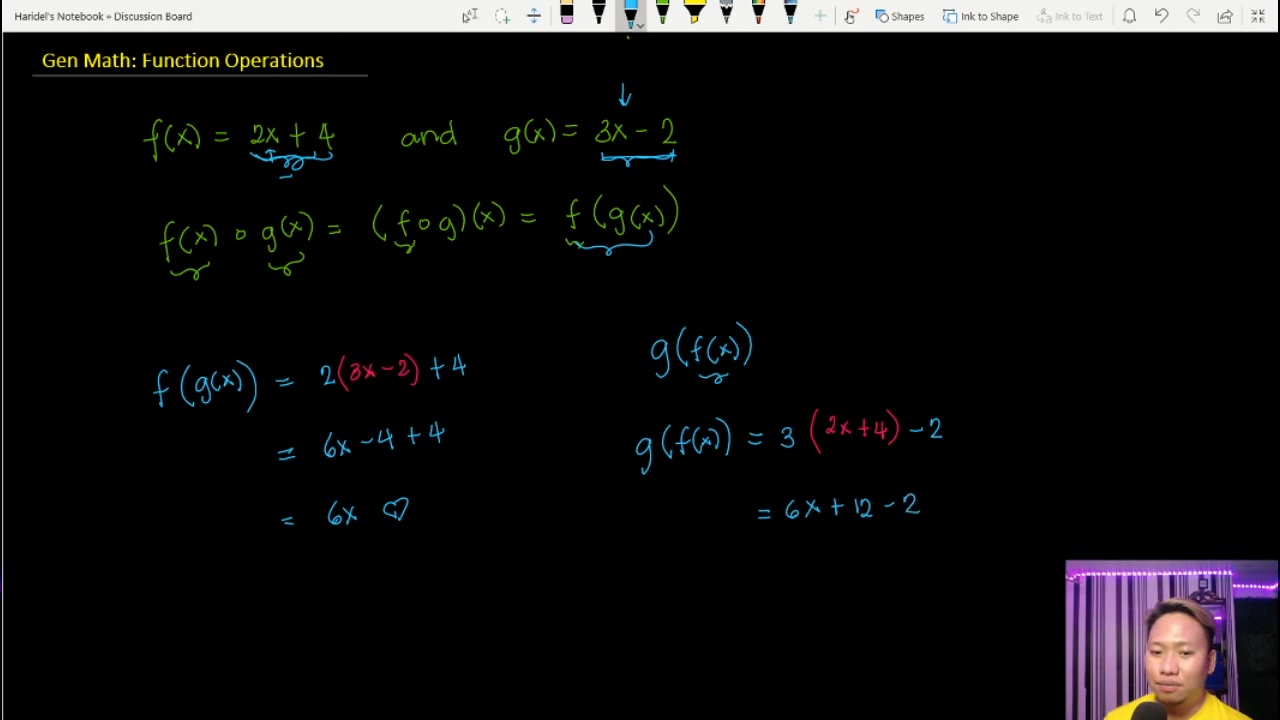 Haridel's Notebook » Discussion Board
Shapes
Ink to Shape
Ink to Text
Gen Math: Function Operations
f(x) = 2x + 4 and g(x) = 3x - 2
f(x) ∘ g(x) = (f∘g)(x) = f(g(x))
g(f(x))
f(g(x)) = 2(3x-2) + 4
g(f(x)) = 3(2x+4) - 2
= 6x - 4 + 4
= 6x
= 6x + 12 - 2